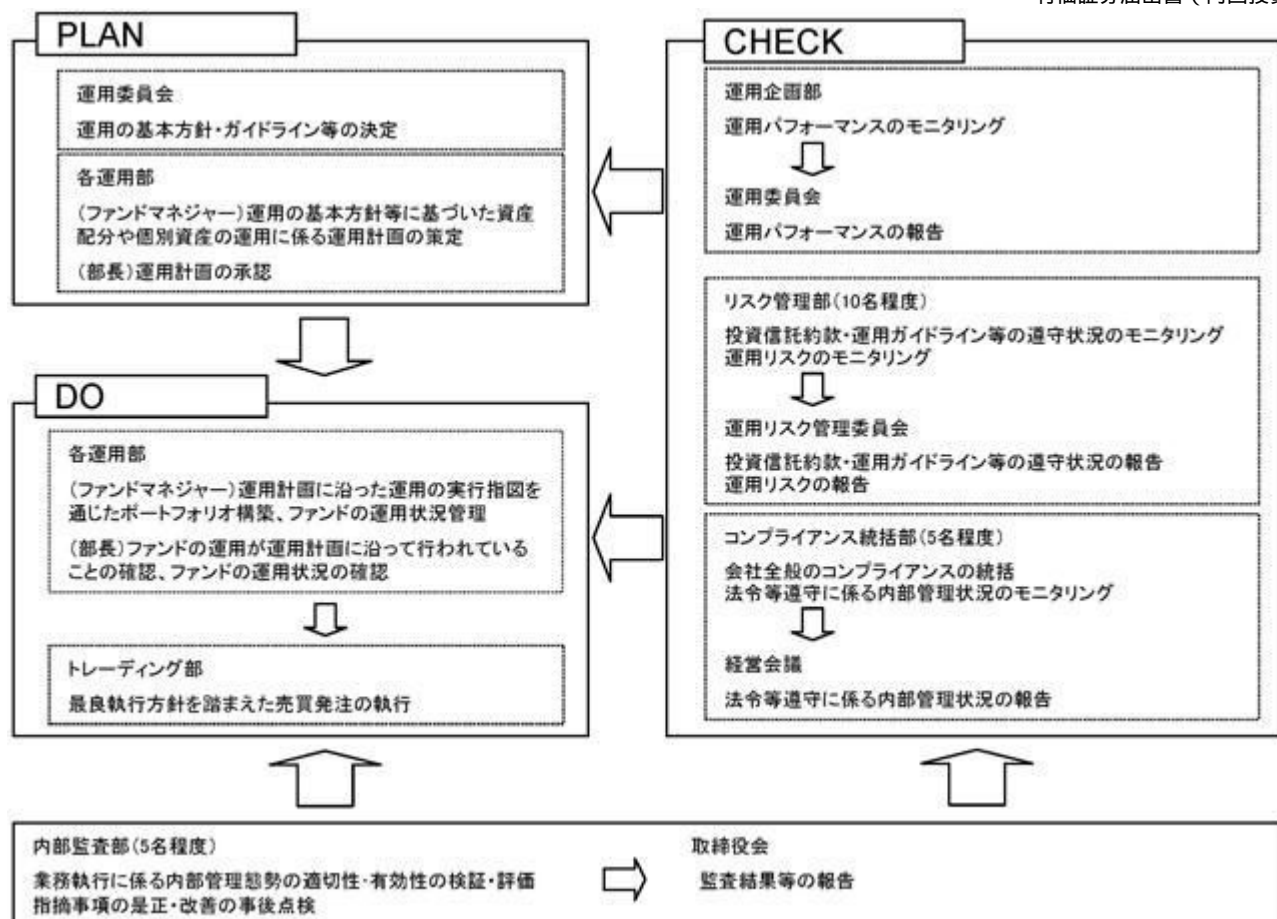 有価証券届出書(内国投資
PLAN
運用委員会
運用の基本方針・ガイドライン等の決定
各運用部
(ファンドマネジャー)運用の基本方針等に基づいた資産
配分や個別資産の運用に係る運用計画の策定
(部長)運用計画の承認
DO
各運用部
(ファンドマネジャー)運用計画に沿った運用の実行指図を
通じたポートフォリオ構築、ファンドの運用状況管理
(部長)ファンドの運用が運用計画に沿って行われている
ことの確認、ファンドの運用状況の確認
トレーディング部
最良執行方針を踏まえた売買発注の執行
CHECK
運用企画部
運用パフォーマンスのモニタリング
運用委員会
運用パフォーマンスの報告
リスク管理部(10名程度)
投資信託約款・運用ガイドライン等の遵守状況のモニタリング
運用リスクのモニタリング
運用リスク管理委員会
投資信託約款・運用ガイドライン等の遵守状況の報告
運用リスクの報告
コンプライアンス統括部(5名程度)
会社全般のコンプライアンスの統括
法令等遵守に係る内部管理状況のモニタリング
経営会議
法令等遵守に係る内部管理状況の報告
内部監査部(5名程度)
業務執行に係る内部管理態勢の適切性・有効性の検証・評価
指摘事項の是正・改善の事後点検
取締役会
監査結果等の報告